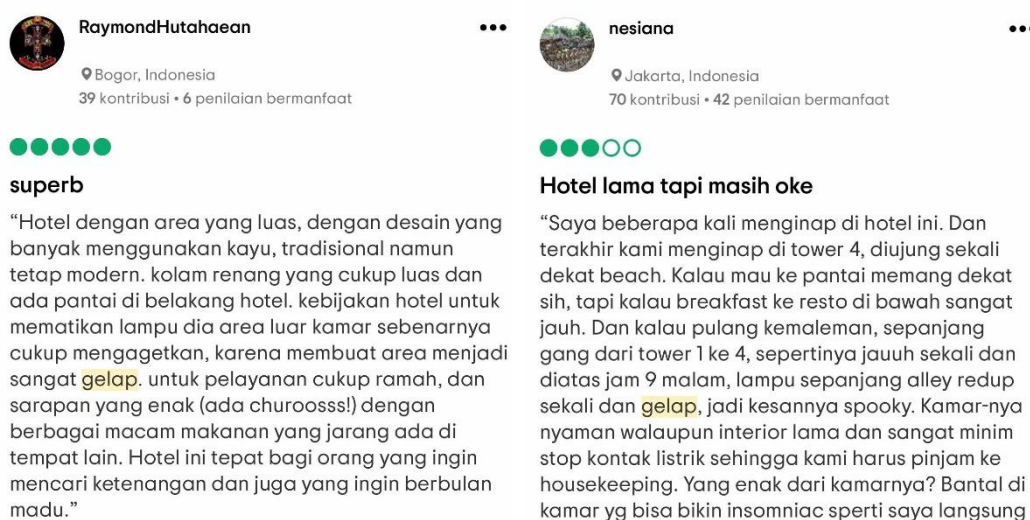 RaymondHutahaean
Bogor, Indonesia
39 kontribusi • 6 penilaian bermanfaat
superb
“Hotel dengan area yang luas, dengan desain yang
banyak menggunakan kayu, tradisional namun
tetap modern. kolam renang yang cukup luas dan
ada pantai di belakang hotel. kebijakan hotel untuk
mematikan lampu dia area luar kamar sebenarnya
cukup mengagetkan, karena membuat area menjadi
sangat gelap. untuk pelayanan cukup ramah, dan
sarapan yang enak (ada churoosss!) dengan
berbagai macam makanan yang jarang ada di
tempat lain. Hotel ini tepat bagi orang yang ingin
mencari ketenangan dan juga yang ingin berbulan
madu.”
nesiana
Jakarta, Indonesia
70 kontribusi • 42 penilaian bermanfaat
Hotel lama tapi masih oke
“Saya beberapa kali menginap di hotel ini. Dan
terakhir kami menginap di tower 4, diujung sekali
dekat beach. Kalau mau ke pantai memang dekat
sih, tapi kalau breakfast ke resto di bawah sangat
jauh. Dan kalau pulang kemaleman, sepanjang
gang dari tower 1 ke 4, sepertinya jauuh sekali dan
diatas jam 9 malam, lampu sepanjang alley redup
sekali dan gelap, jadi kesannya spooky. Kamar-nya
nyaman walaupun interior lama dan sangat minim
stop kontak listrik sehingga kami harus pinjam ke
housekeeping. Yang enak dari kamarnya? Bantal di
kamar yg bisa bikin insomniac sperti saya langsung